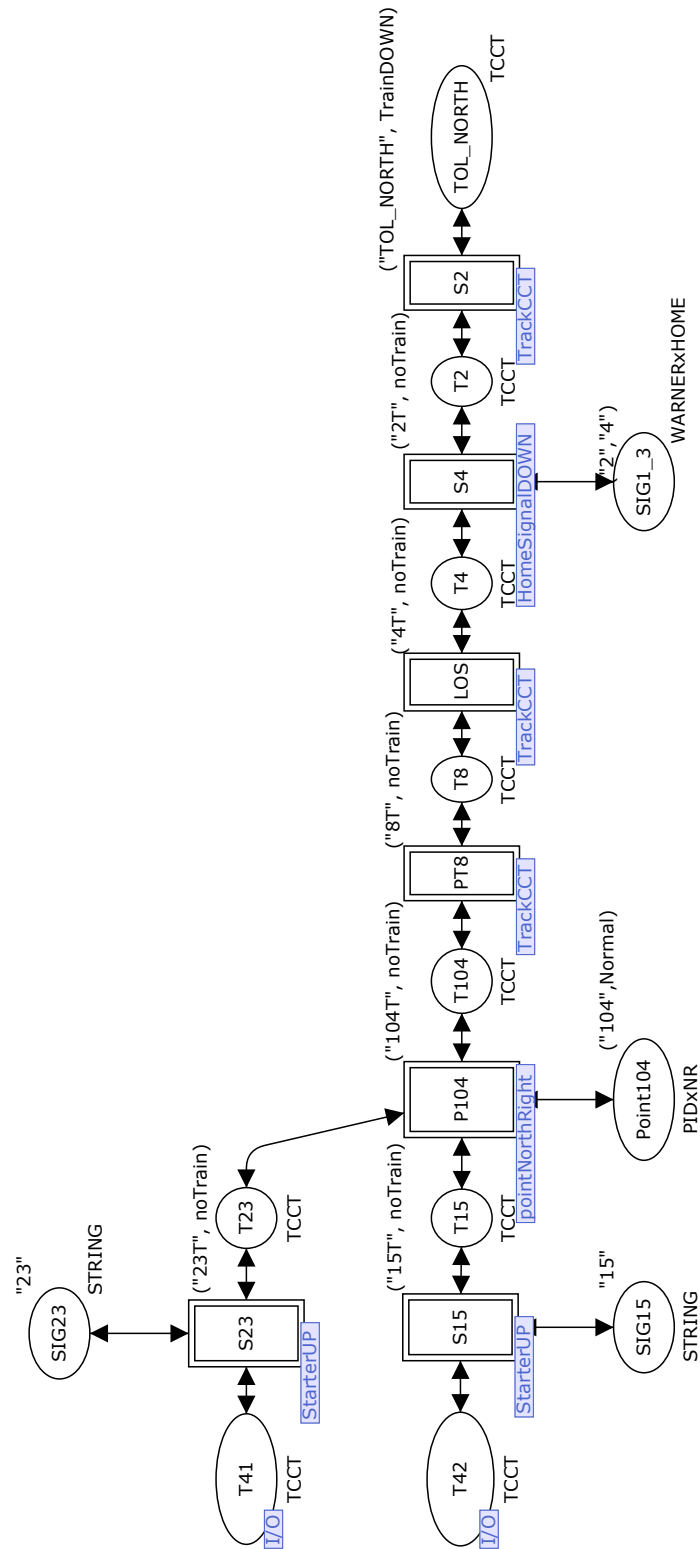 "23"
SIG23
STRING
("23T", noTrain)
T41
I/O
TCCT
S23
StarterUP
T23
TCCT
("15T", noTrain)
("104T", noTrain)
("8T", noTrain)
("4T", noTrain)
("2T", noTrain)
("TOL_NORTH", TrainDOWN)
T42
I/O
TCCT
S15
StarterUP
T15
TCCT
P104
pointNorthRight
T104
TCCT
PT8
TrackCCT
T8
TCCT
LOS
TrackCCT
T4
TCCT
S4
HomeSignalDOWN
T2
TCCT
S2
TrackCCT
TOL_NORTH
TCCT
"15"
SIG15
STRING
("104",Normal)
Point104
PIDxNR
("2","4")
SIG1_3
WARNERxHOME